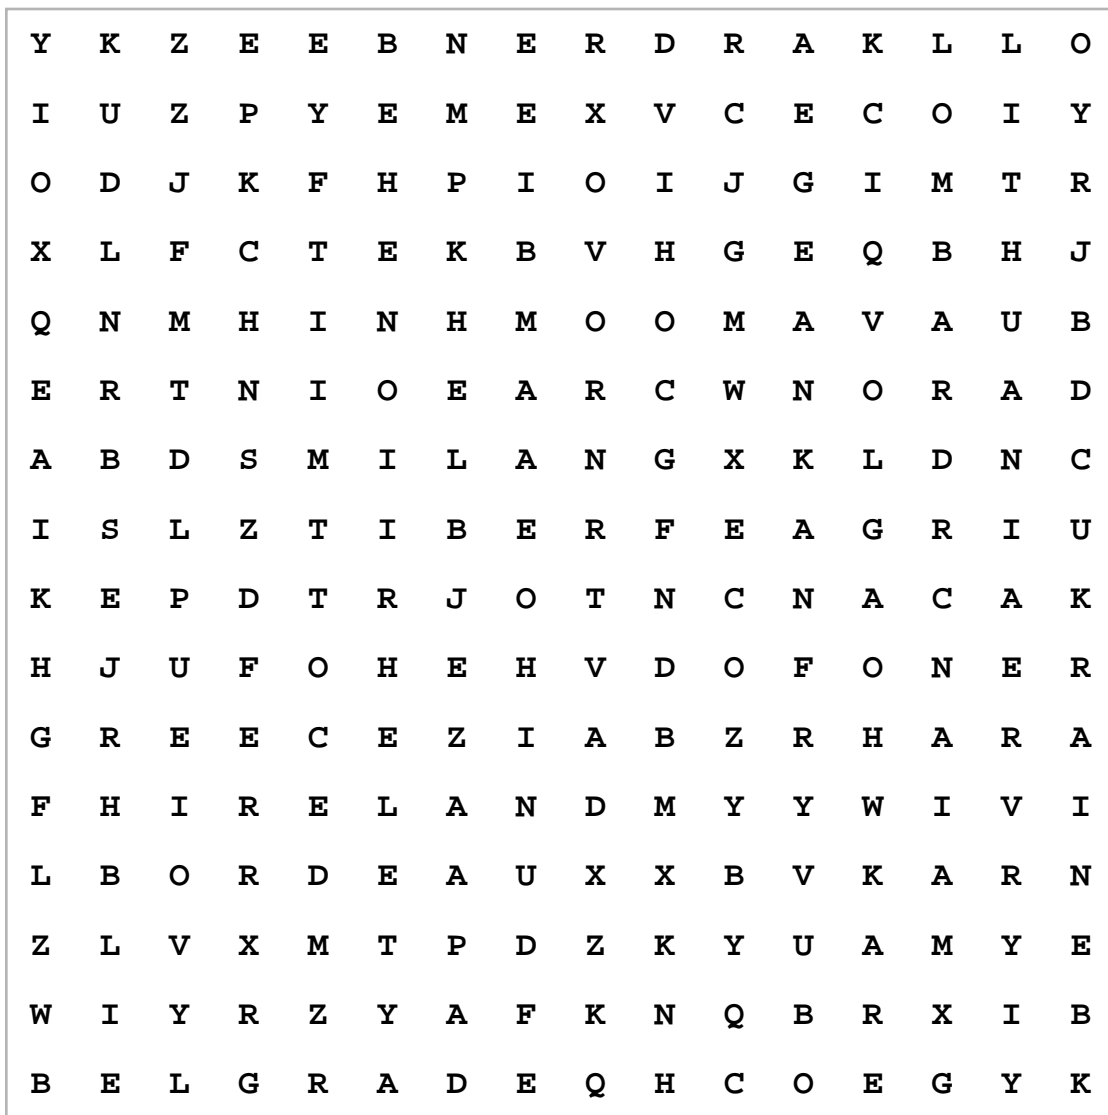 Y K Z E E B N E R D R A K L L O
I U Z P Y E M E X V C E C O I Y
O D J K F H P I O I J G I M T R
X L F C T E K B V H G E Q B H J
Q N M H I N H M O O M A V A U B
E R T N I O E A R C W N O R A D
A B D S M I L A N G X K L D N C
I S L Z T I B E R F E A G R I U
K E P D T R J O T N C N A C A K
H J U F O H E H V D O F O N E R
G R E E C E Z I A B Z R H A R A
F H I R E L A N D M Y Y W I V I
L B O R D E A U X X B V K A R N
Z L V X M T P D Z K Y U A M Y E
W I Y R Z Y A F K N Q B R X I B
B E L G R A D E Q H C O E G Y K